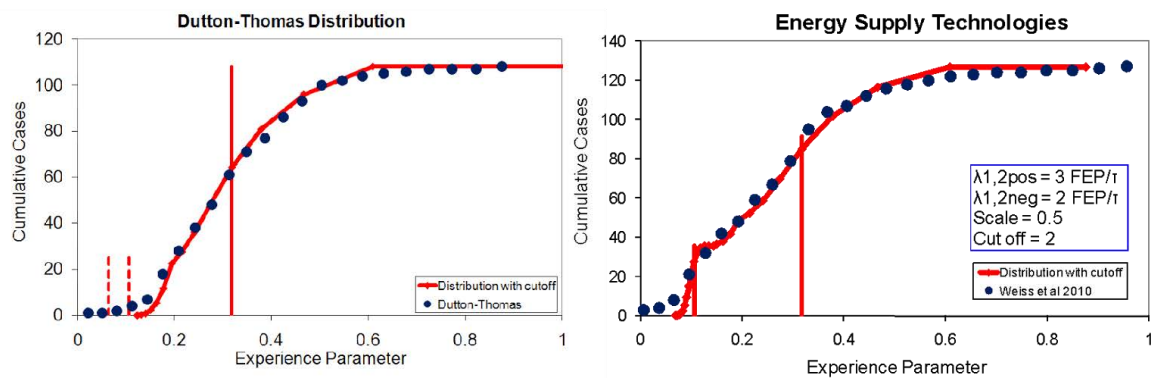 Dutton-Thomas Distribution
120
100
80
60
40
20
0
Cumulative Cases
0 0.2 0.4 0.6 0.8 1
Experience Parameter
Distribution with cutoff
Dutton-Thomas
Energy Supply Technologies
140
120
100
80
60
40
20
0
Cumulative Cases
0 0.2 0.4 0.6 0.8 1
Experience Parameter
λ1,2pos = 3 FEP/τ
λ1,2neg = 2 FEP/τ
Scale = 0.5
Cut off = 2
Distribution with cutoff
Weiss et al 2010